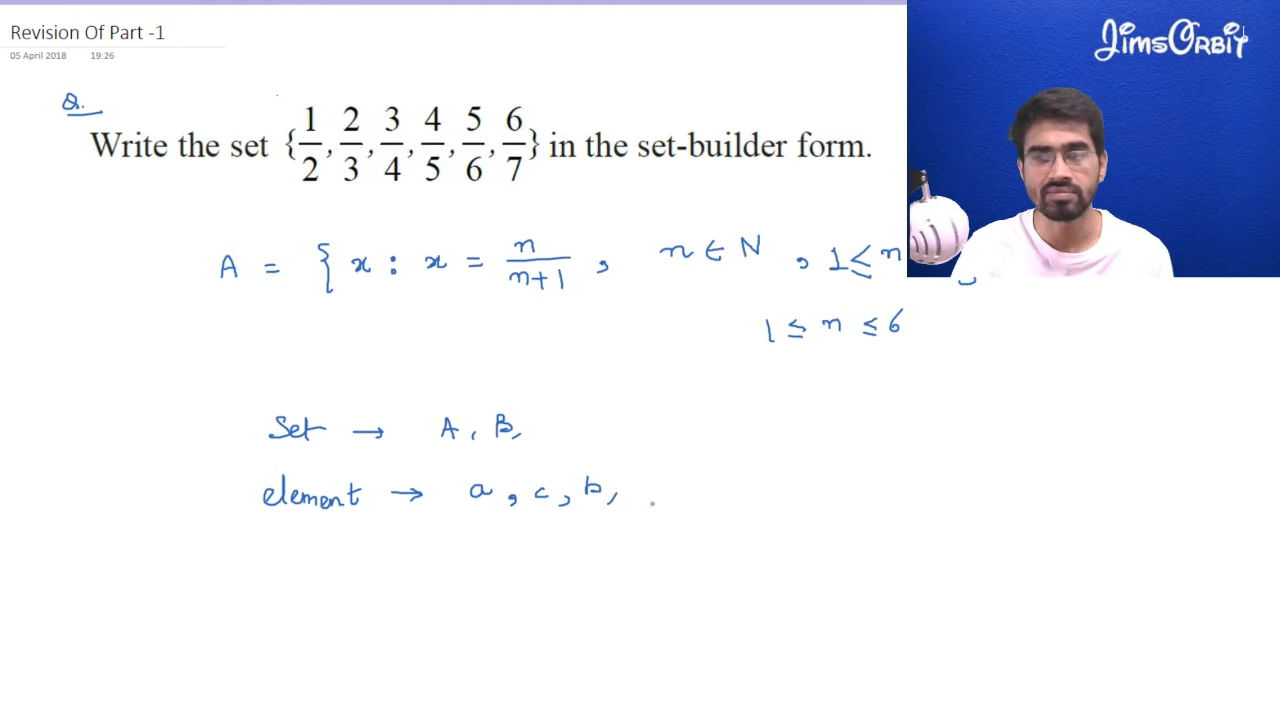 Revision Of Part -1
05 April 2018 19:26
JIMSORBIT
Q.
Write the set {1/2, 2/3, 3/4, 4/5, 5/6, 6/7} in the set-builder form.
A = { x : x = n/n+1 , n ∈ N , 1 ≤ n
1 ≤ n ≤ 6
Set → A, B,
element → a, c, b,